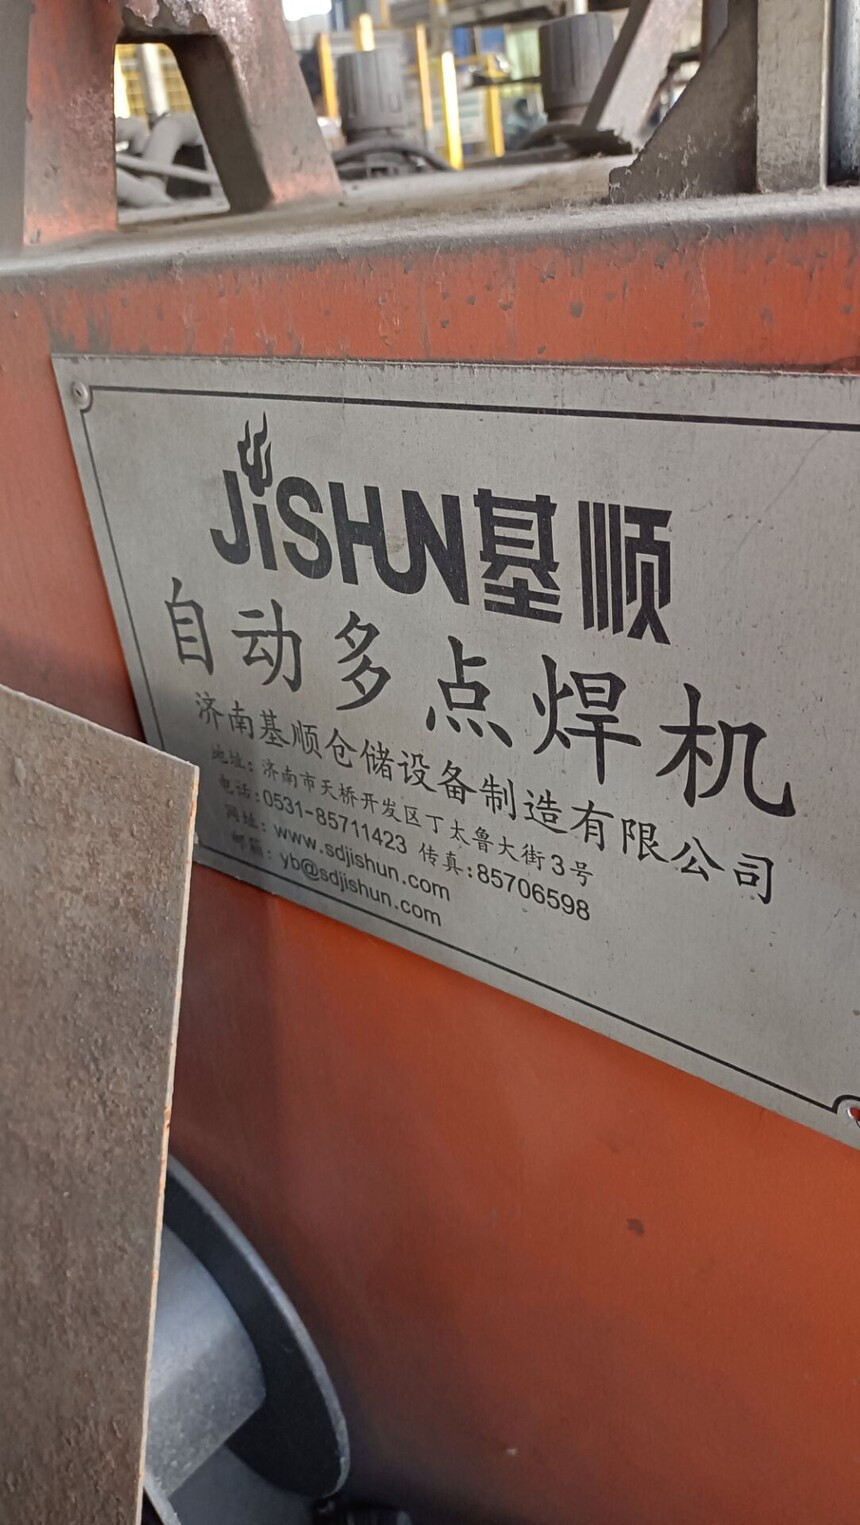 JiSHUN基顺
自动多点焊机
济南基顺仓储设备制造有限公司
地址:济南市天桥开发区丁太鲁大街3号
电话:0531-85711423 传真:85706598
网址:www.sdjishun.com
邮箱:yb@sdjishun.com